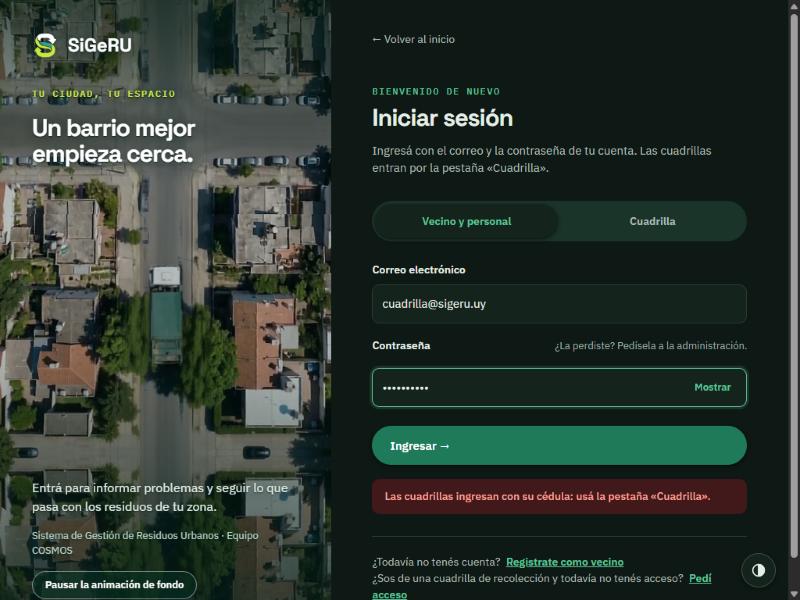 SiGeRU
TU CIUDAD, TU ESPACIO
Un barrio mejor
empieza cerca.
Entrá para informar problemas y seguir lo que
pasa con los residuos de tu zona.
Sistema de Gestión de Residuos Urbanos · Equipo
COSMOS
Pausar la animación de fondo
← Volver al inicio
BIENVENIDO DE NUEVO
Iniciar sesión
Ingresá con el correo y la contraseña de tu cuenta. Las cuadrillas
entran por la pestaña «Cuadrilla».
Vecino y personal
Cuadrilla
Correo electrónico
cuadrilla@sigeru.uy
Contraseña
¿La perdiste? Pedísela a la administración.
••••••••••
Mostrar
Ingresar →
Las cuadrillas ingresan con su cédula: usá la pestaña «Cuadrilla».
¿Todavía no tenés cuenta? Registrate como vecino
¿Sos de una cuadrilla de recolección y todavía no tenés acceso? Pedí
acceso